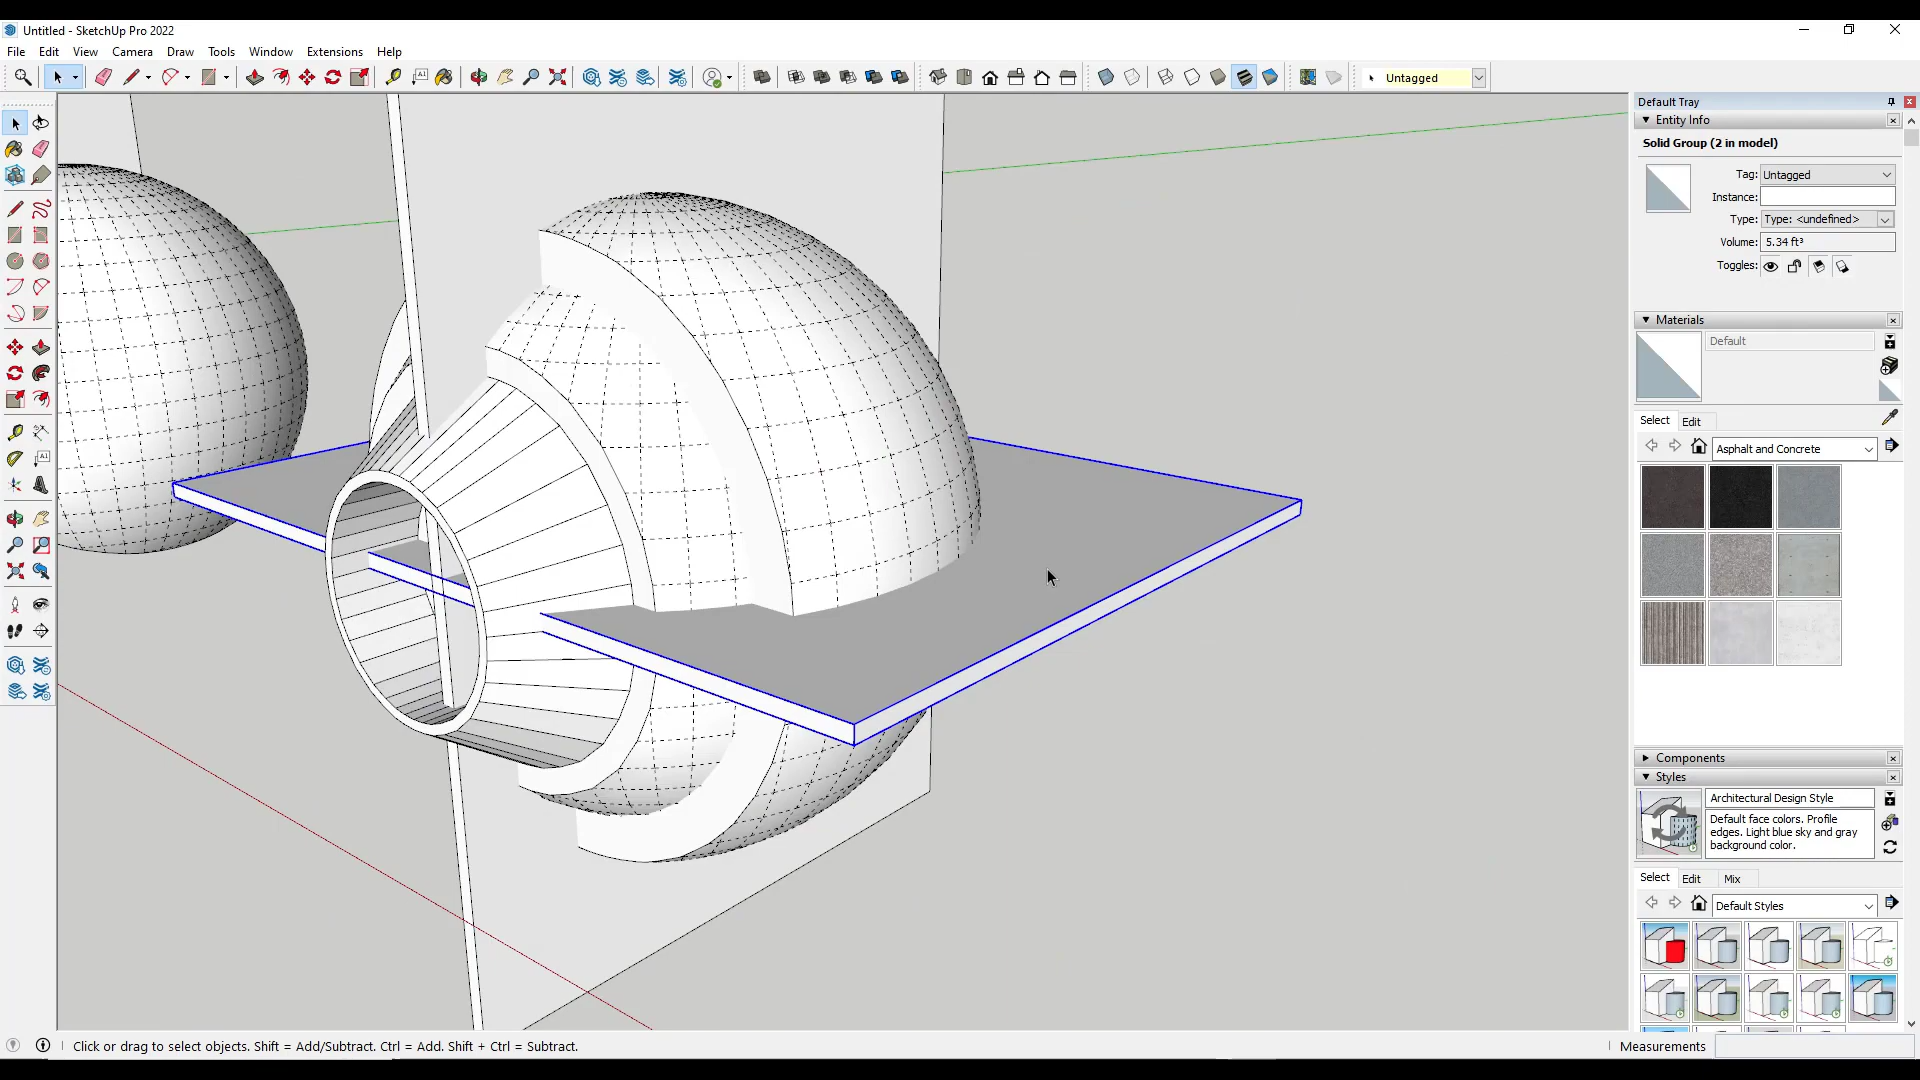 Untitled - SketchUp Pro 2022
File Edit View Camera Draw Tools Window Extensions Help
Untagged
Default Tray
Entity Info
Solid Group (2 in model)
Tag: Untagged
Instance:
Type: Type: <undefined>
Volume: 5.34 ft³
Toggles:
Materials
Default
Select Edit
Asphalt and Concrete
Components
Styles
Architectural Design Style
Default face colors. Profile
edges. Light blue sky and gray
background color.
Select Edit Mix
Default Styles
Click or drag to select objects. Shift = Add/Subtract. Ctrl = Add. Shift + Ctrl = Subtract.
Measurements